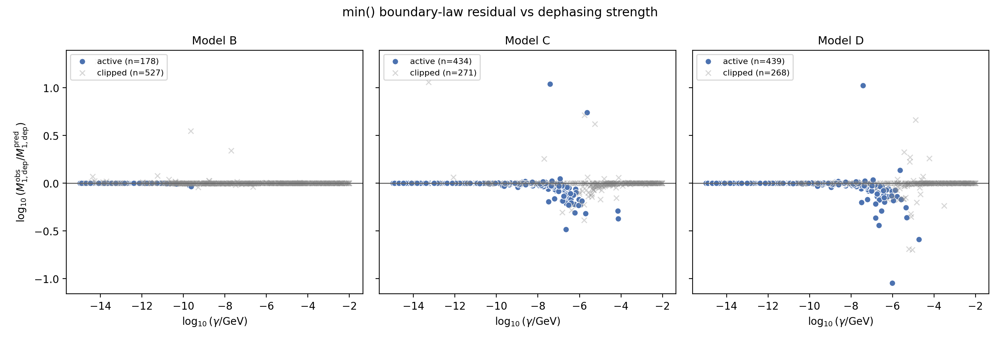 min() boundary-law residual vs dephasing strength
Model B
Model C
Model D
active (n=178)
clipped (n=527)
active (n=434)
clipped (n=271)
active (n=439)
clipped (n=268)
log₁₀ (M₁,dep^obs/M₁,dep^pred)
1.0
0.5
0.0
−0.5
−1.0
−14 −12 −10 −8 −6 −4 −2
−14 −12 −10 −8 −6 −4 −2
−14 −12 −10 −8 −6 −4 −2
log₁₀ (γ/GeV)
log₁₀ (γ/GeV)
log₁₀ (γ/GeV)